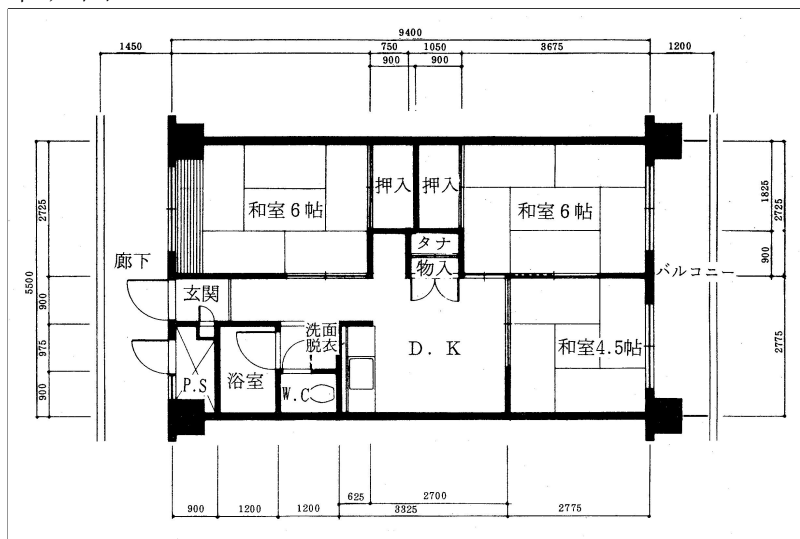 9400
1450
750
1050
3675
1200
900
900
和室6帖
押入
押入
和室6帖
タナ
物入
廊下
バルコニー
玄関
洗面
脱衣
D.K
和室4.5帖
浴室
P.S
W.C
5500
2725
900
975
900
1825
2725
900
2775
625
2700
900
1200
1200
3325
2775